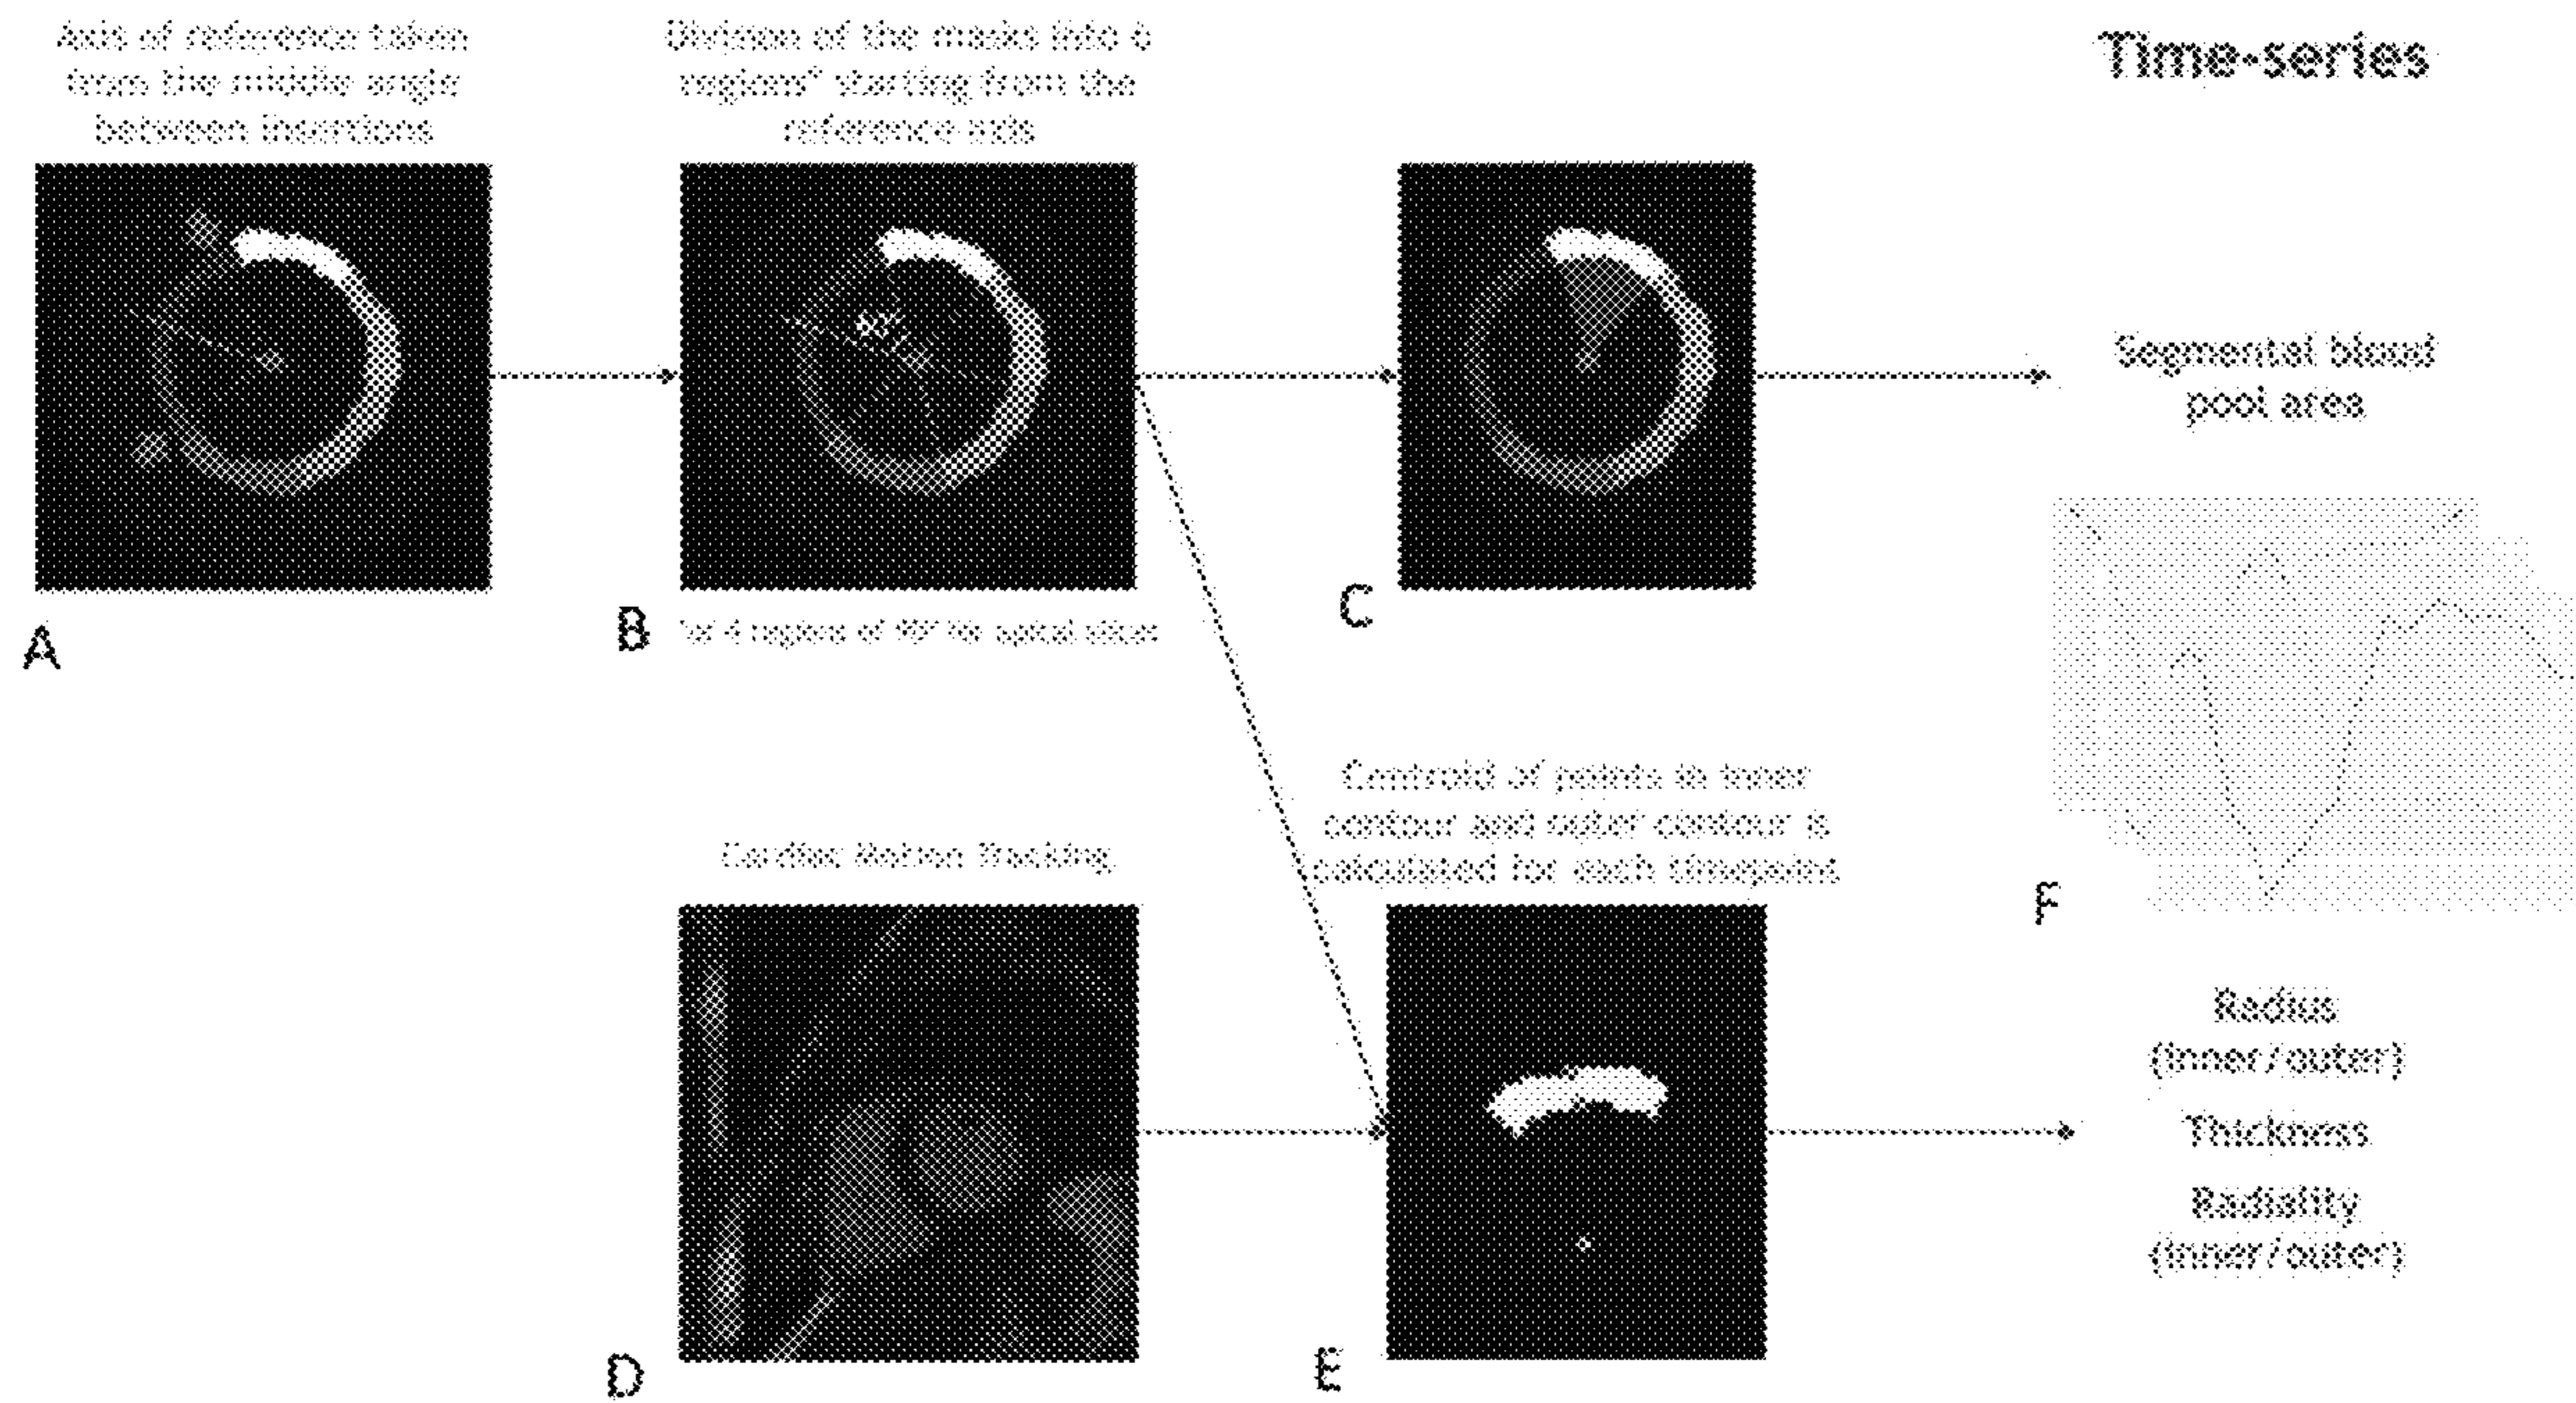 Axis of reference taken
from the middle angle
between insertions
Division of the masks into 6
regions* starting from the
reference axis
Time-series
Segmental blood
pool area
A
B
*or 4 regions of 90° for apical slices
C
Centroid of points in inner
contour and outer contour is
calculated for each timepoint
Cardiac Motion Tracking
F
Radius
(inner/outer)
Thickness
Radiality
(inner/outer)
D
E